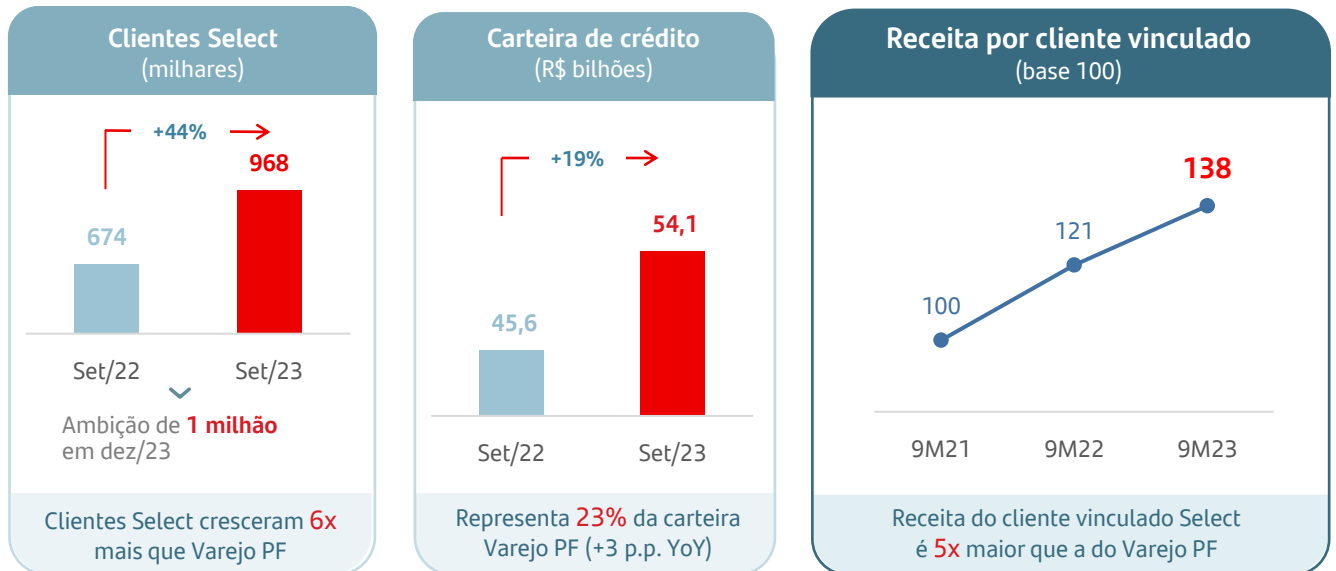 Clientes Select
(milhares)
+44%
968
674
Set/22
Set/23
Ambição de 1 milhão
em dez/23
Clientes Select cresceram 6x
mais que Varejo PF
Carteira de crédito
(R$ bilhões)
+19%
54,1
45,6
Set/22
Set/23
Representa 23% da carteira
Varejo PF (+3 p.p. YoY)
Receita por cliente vinculado
(base 100)
138
121
100
9M21
9M22
9M23
Receita do cliente vinculado Select
é 5x maior que a do Varejo PF